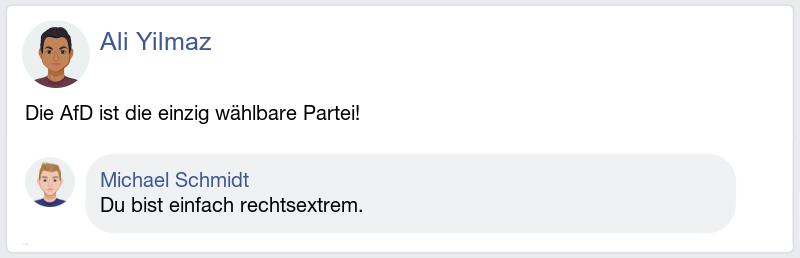 Ali Yilmaz
Die AfD ist die einzig wählbare Partei!
Michael Schmidt
Du bist einfach rechtsextrem.